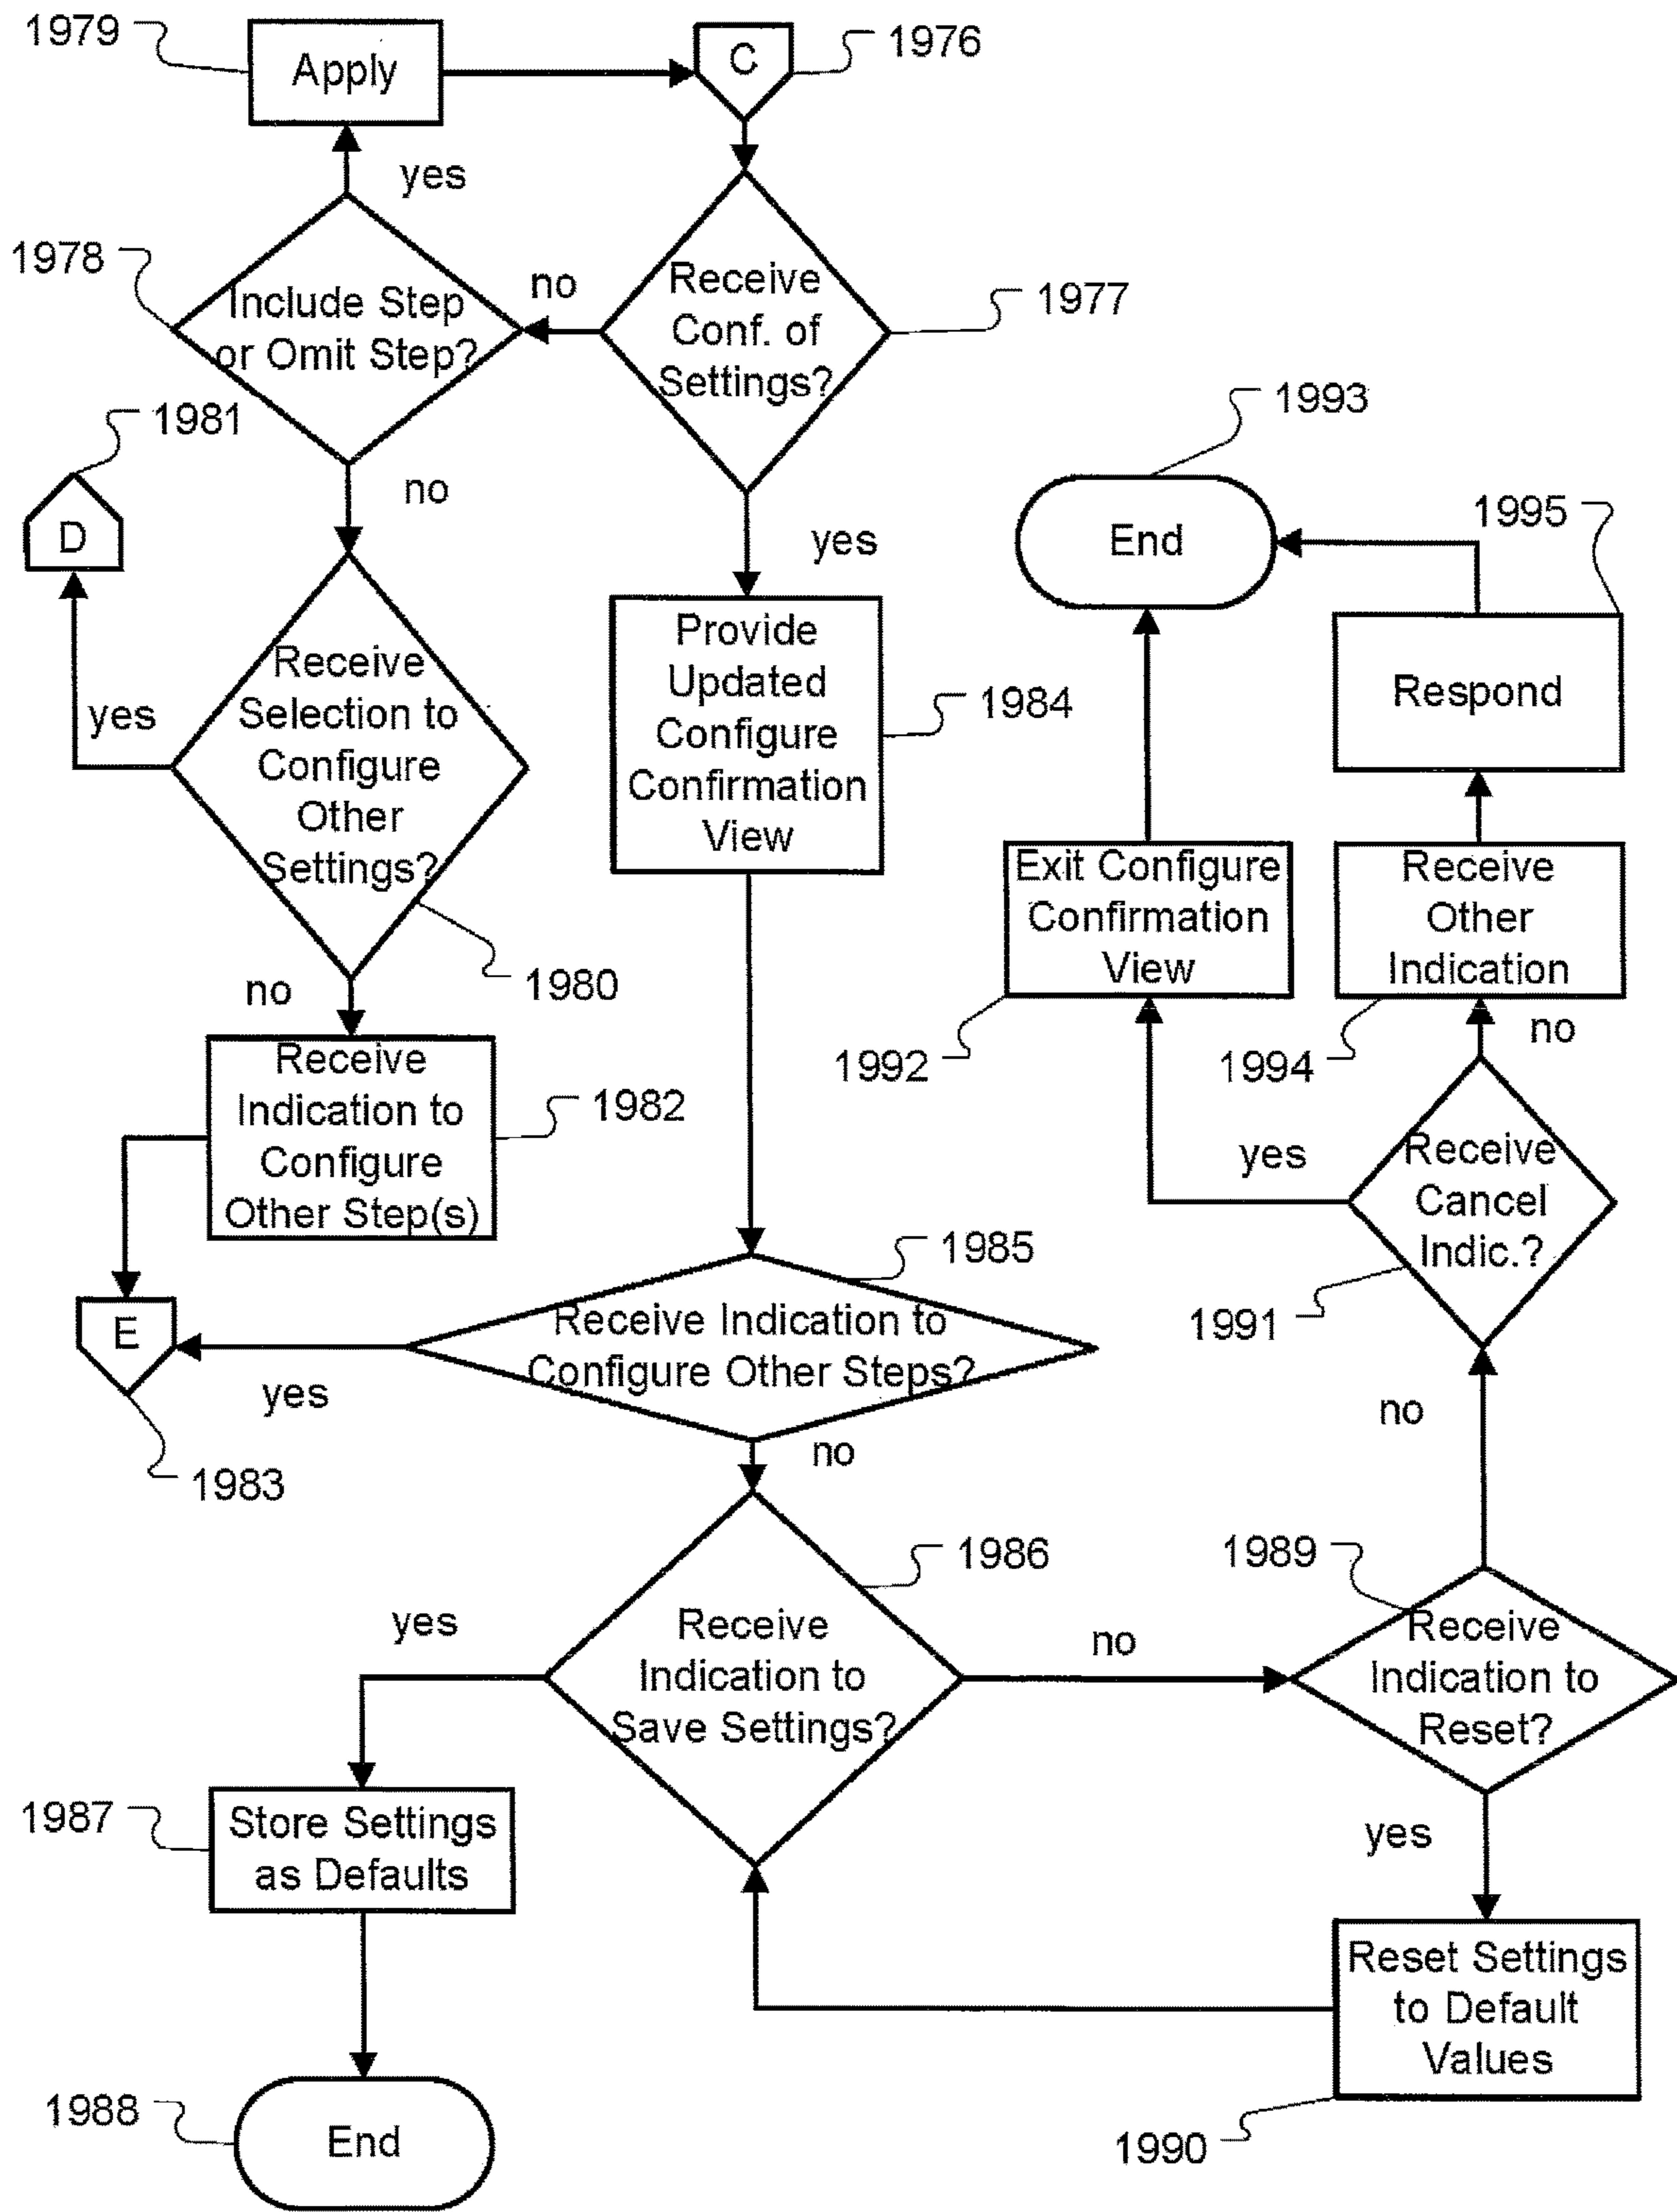 1979
Apply
C
1976
yes
1978
Include Step
or Omit Step?
no
Receive
Conf. of
Settings?
1977
1981
D
no
yes
1993
End
1995
Respond
Receive
Selection to
Configure
Other
Settings?
yes
1980
no
Provide
Updated
Configure
Confirmation
View
1984
Exit Configure
Confirmation
View
1992
Receive
Other
Indication
1994
no
Receive
Indication to
Configure
Other Step(s)
1982
yes
Receive
Cancel
Indic.?
1991
E
yes
1983
1985
Receive Indication to
Configure Other Steps?
no
no
1986
yes
Receive
Indication to
Save Settings?
no
1989
Receive
Indication to
Reset?
yes
1987
Store Settings
as Defaults
Reset Settings
to Default
Values
1990
1988
End